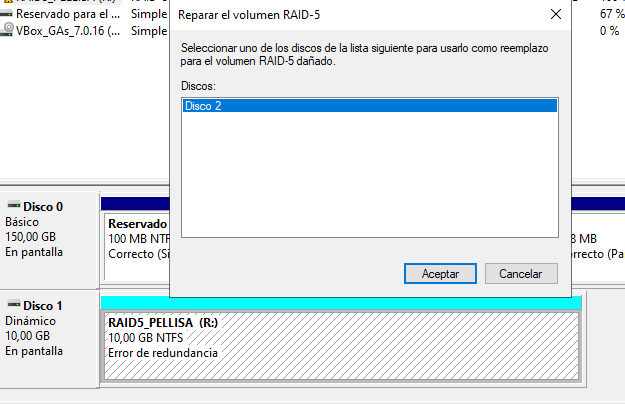 Reservado para el ... Simple
VBox_GAs_7.0.16 (... Simple
67 %
0 %
Reparar el volumen RAID-5
Seleccionar uno de los discos de la lista siguiente para usarlo como reemplazo
para el volumen RAID-5 dañado.
Discos:
Disco 2
Aceptar
Cancelar
Disco 0
Básico
150,00 GB
En pantalla
Reservado
100 MB NTF
Correcto (Si
8 MB
orrecto (Pa
Disco 1
Dinámico
10,00 GB
En pantalla
RAID5_PELLISA (R:)
10,00 GB NTFS
Error de redundancia